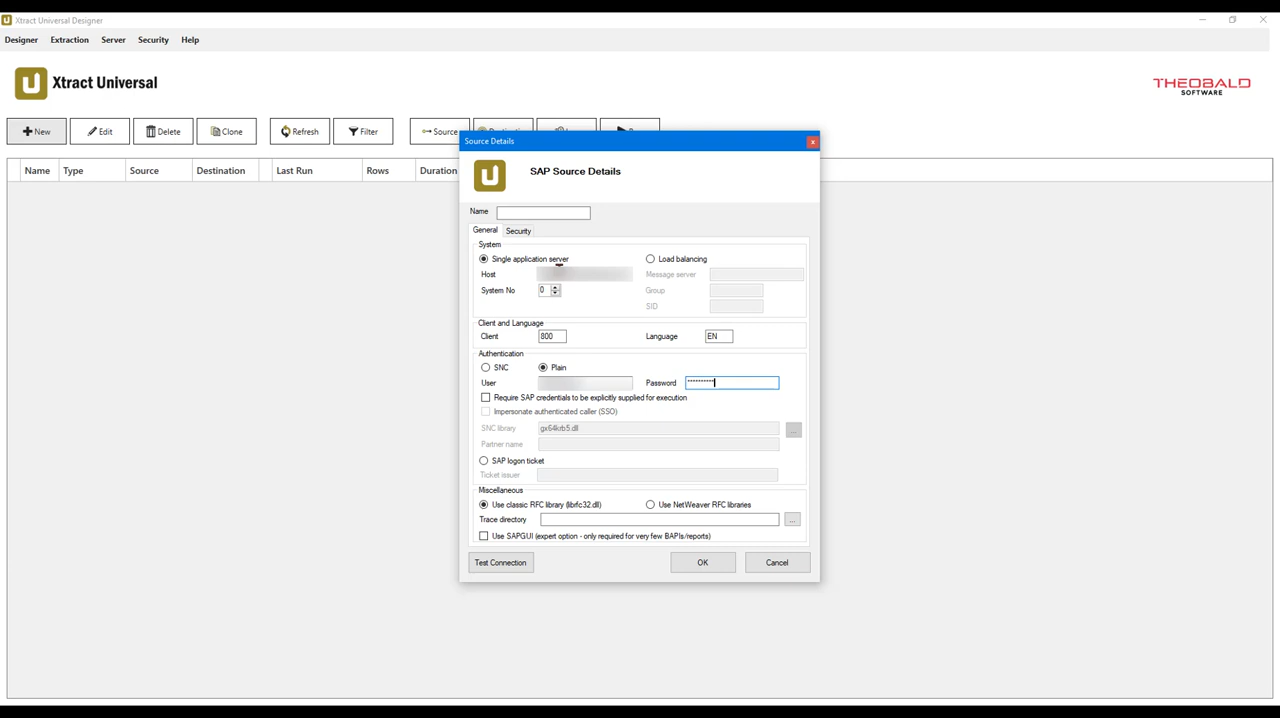 Xtract Universal Designer
Designer Extraction Server Security Help
Xtract Universal
THEOBALD
SOFTWARE
New Edit Delete Clone Refresh Filter Source
Name Type Source Destination Last Run Rows Duration
Source Details
SAP Source Details
Name
General Security
System
Single application server Load balancing
Host Message server
System No 0 Group
SID
Client and Language
Client 800 Language EN
Authentication
SNC Plain
User Password **********
Require SAP credentials to be explicitly supplied for execution
Impersonate authenticated caller (SSO)
SNC library gx64krb5.dll ...
Partner name
SAP logon ticket
Ticket issuer
Miscellaneous
Use classic RFC library (librfc32.dll) Use NetWeaver RFC libraries
Trace directory ...
Use SAPGUI (expert option - only required for very few BAPIs/reports)
Test Connection OK Cancel